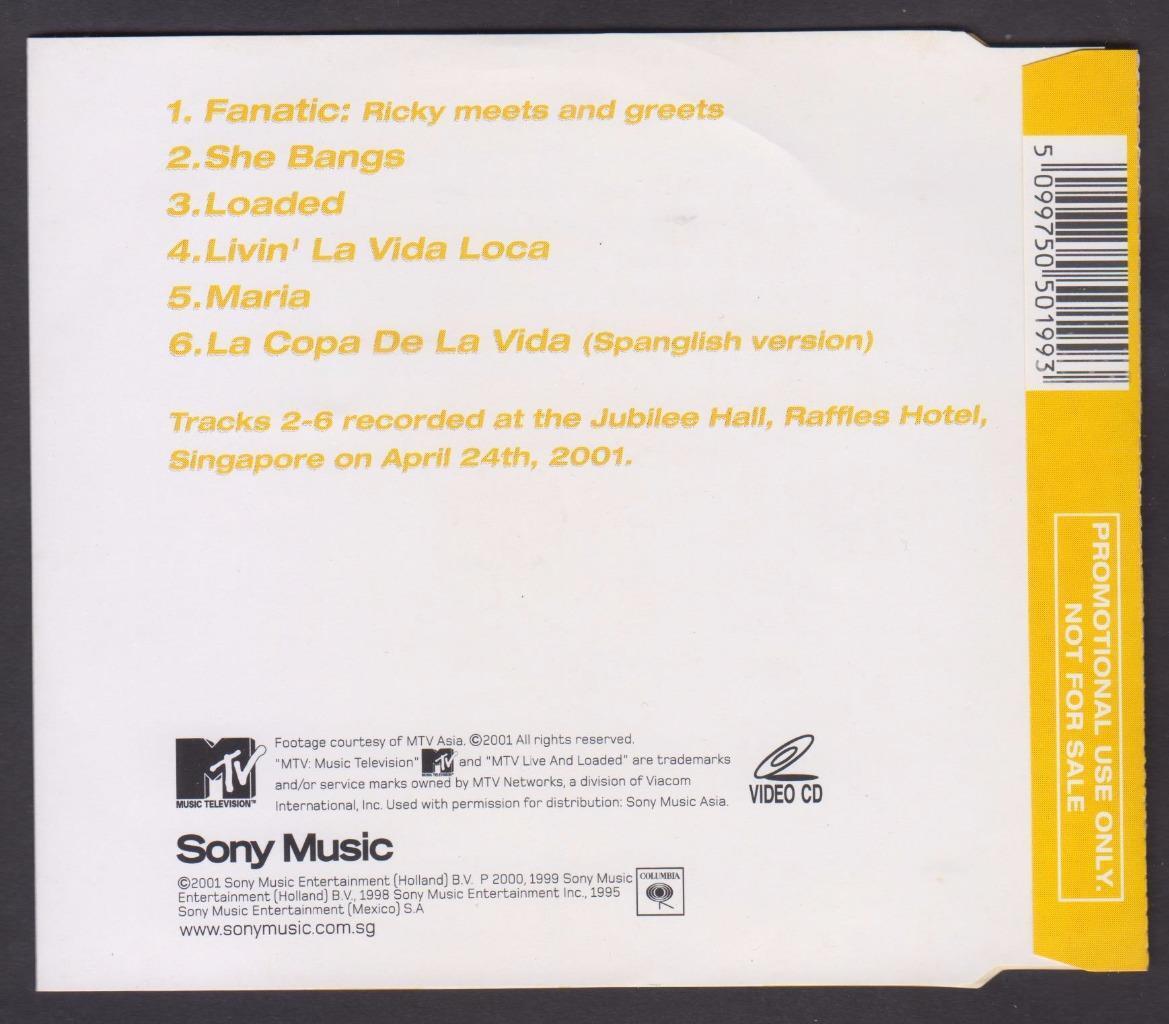 1. Fanatic: Ricky meets and greets
2.She Bangs
3.Loaded
4.Livin' La Vida Loca
5.Maria
6.La Copa De La Vida (Spanglish version)
Tracks 2-6 recorded at the Jubilee Hall, Raffles Hotel,
Singapore on April 24th, 2001.
5 099750 501993
PROMOTIONAL USE ONLY.
NOT FOR SALE
MTV
MUSIC TELEVISION™
Footage courtesy of MTV Asia. ©2001 All rights reserved.
"MTV: Music Television" MTV and "MTV Live And Loaded" are trademarks
and/or service marks owned by MTV Networks, a division of Viacom
International, Inc. Used with permission for distribution: Sony Music Asia.
VIDEO CD
Sony Music
©2001 Sony Music Entertainment (Holland) B.V. P 2000, 1999 Sony Music
Entertainment (Holland) B.V., 1998 Sony Music Entertainment Inc., 1995
Sony Music Entertainment (Mexico) S.A
COLUMBIA
www.sonymusic.com.sg